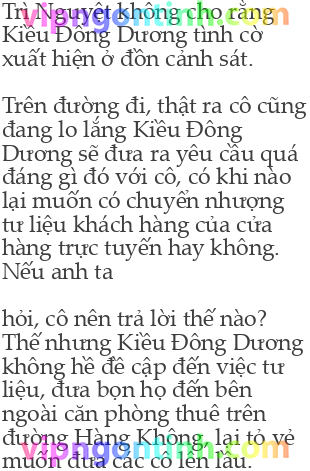 Trì Nguyệt không cho rằng
vipngontinh.com
Kiều Đông Dương tình cờ
xuất hiện ở đồn cảnh sát.
Trên đường đi, thật ra cô cũng
đang lo lắng Kiều Đông
Dương sẽ đưa ra yêu cầu quá
đáng gì đó với cô, có khi nào
lại muốn có chuyển nhượng
tư liệu khách hàng của cửa
hàng trực tuyến hay không.
Nếu anh ta
hỏi, cô nên trả lời thế nào?
Thế nhưng Kiều Đông Dương
không hề đề cập đến việc tư
liệu, đưa bọn họ đến bên
ngoài căn phòng thuê trên
đường Hàng Không, lại tỏ vẻ
vipngontinh.com
muốn đưa các cô lên lầu.